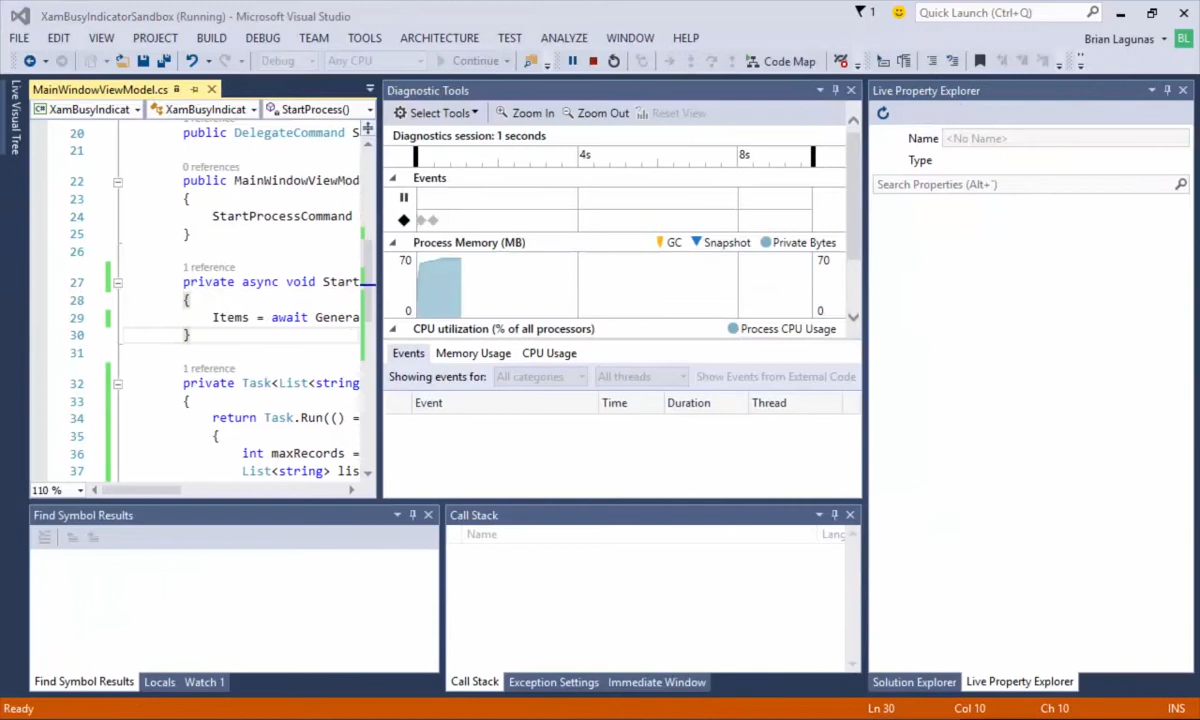 XamBusyIndicatorSandbox (Running) - Microsoft Visual Studio
1
Quick Launch (Ctrl+Q)
FILE EDIT VIEW PROJECT BUILD DEBUG TEAM TOOLS ARCHITECTURE TEST ANALYZE WINDOW HELP
Brian Lagunas BL
Debug Any CPU Continue Code Map
Live Visual Tree
MainWindowViewModel.cs
XamBusyIndicat XamBusyIndicat StartProcess()
20 public DelegateCommand S
21
0 references
22 public MainWindowViewMod
23 {
24 StartProcessCommand
25 }
26
1 reference
27 private async void Start
28 {
29 Items = await Genera
30 }
31
1 reference
32 private Task<List<string
33 {
34 return Task.Run(() =
35 {
36 int maxRecords =
37 List<string> lis
110 %
Diagnostic Tools
Select Tools Zoom In Zoom Out Reset View
Diagnostics session: 1 seconds
4s 8s
Events
Process Memory (MB) GC Snapshot Private Bytes
70 70
0 0
CPU utilization (% of all processors) Process CPU Usage
Events Memory Usage CPU Usage
Showing events for: All categories All threads Show Events from External Code
Event Time Duration Thread
Live Property Explorer
Name <No Name>
Type
Search Properties (Alt+`)
Find Symbol Results
Find Symbol Results Locals Watch 1
Call Stack
Name Lang
Call Stack Exception Settings Immediate Window
Solution Explorer Live Property Explorer
Ready Ln 30 Col 10 Ch 10 INS